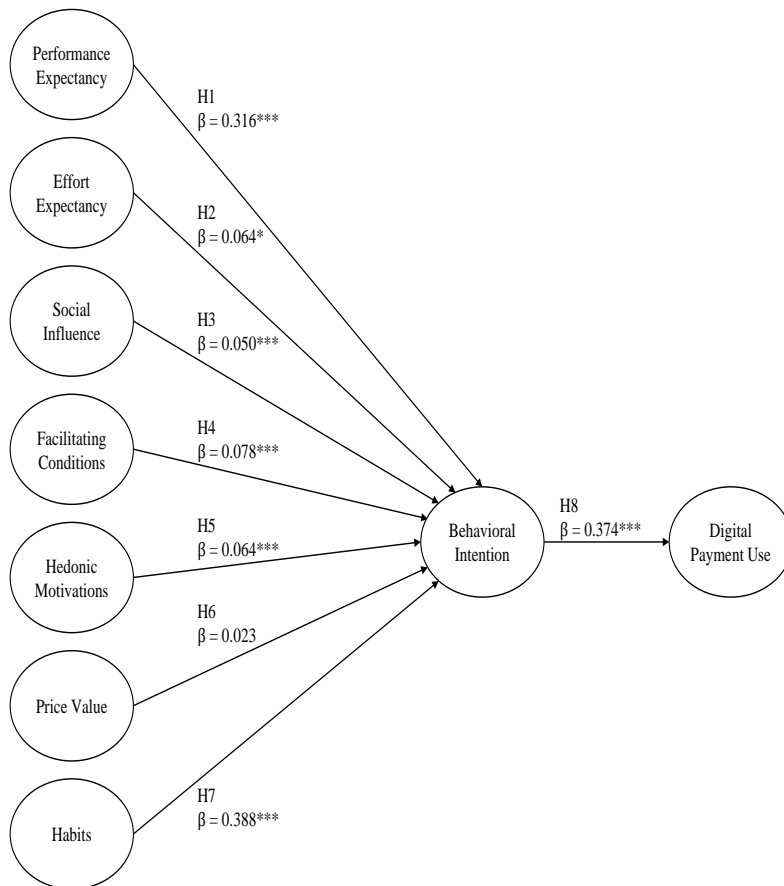 Performance
Expectancy
H1
β = 0.316***
Effort
Expectancy
H2
β = 0.064*
Social
Influence
H3
β = 0.050***
Facilitating
Conditions
H4
β = 0.078***
Hedonic
Motivations
H5
β = 0.064***
Price Value
H6
β = 0.023
Habits
H7
β = 0.388***
Behavioral
Intention
H8
β = 0.374***
Digital
Payment Use